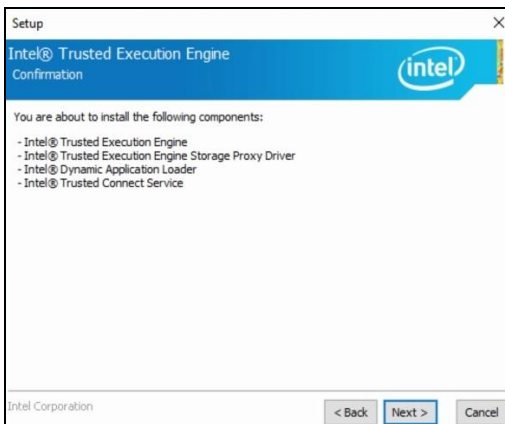 Setup
Intel® Trusted Execution Engine
Confirmation
intel
You are about to install the following components:
- Intel® Trusted Execution Engine
- Intel® Trusted Execution Engine Storage Proxy Driver
- Intel® Dynamic Application Loader
- Intel® Trusted Connect Service
Intel Corporation
< Back Next > Cancel